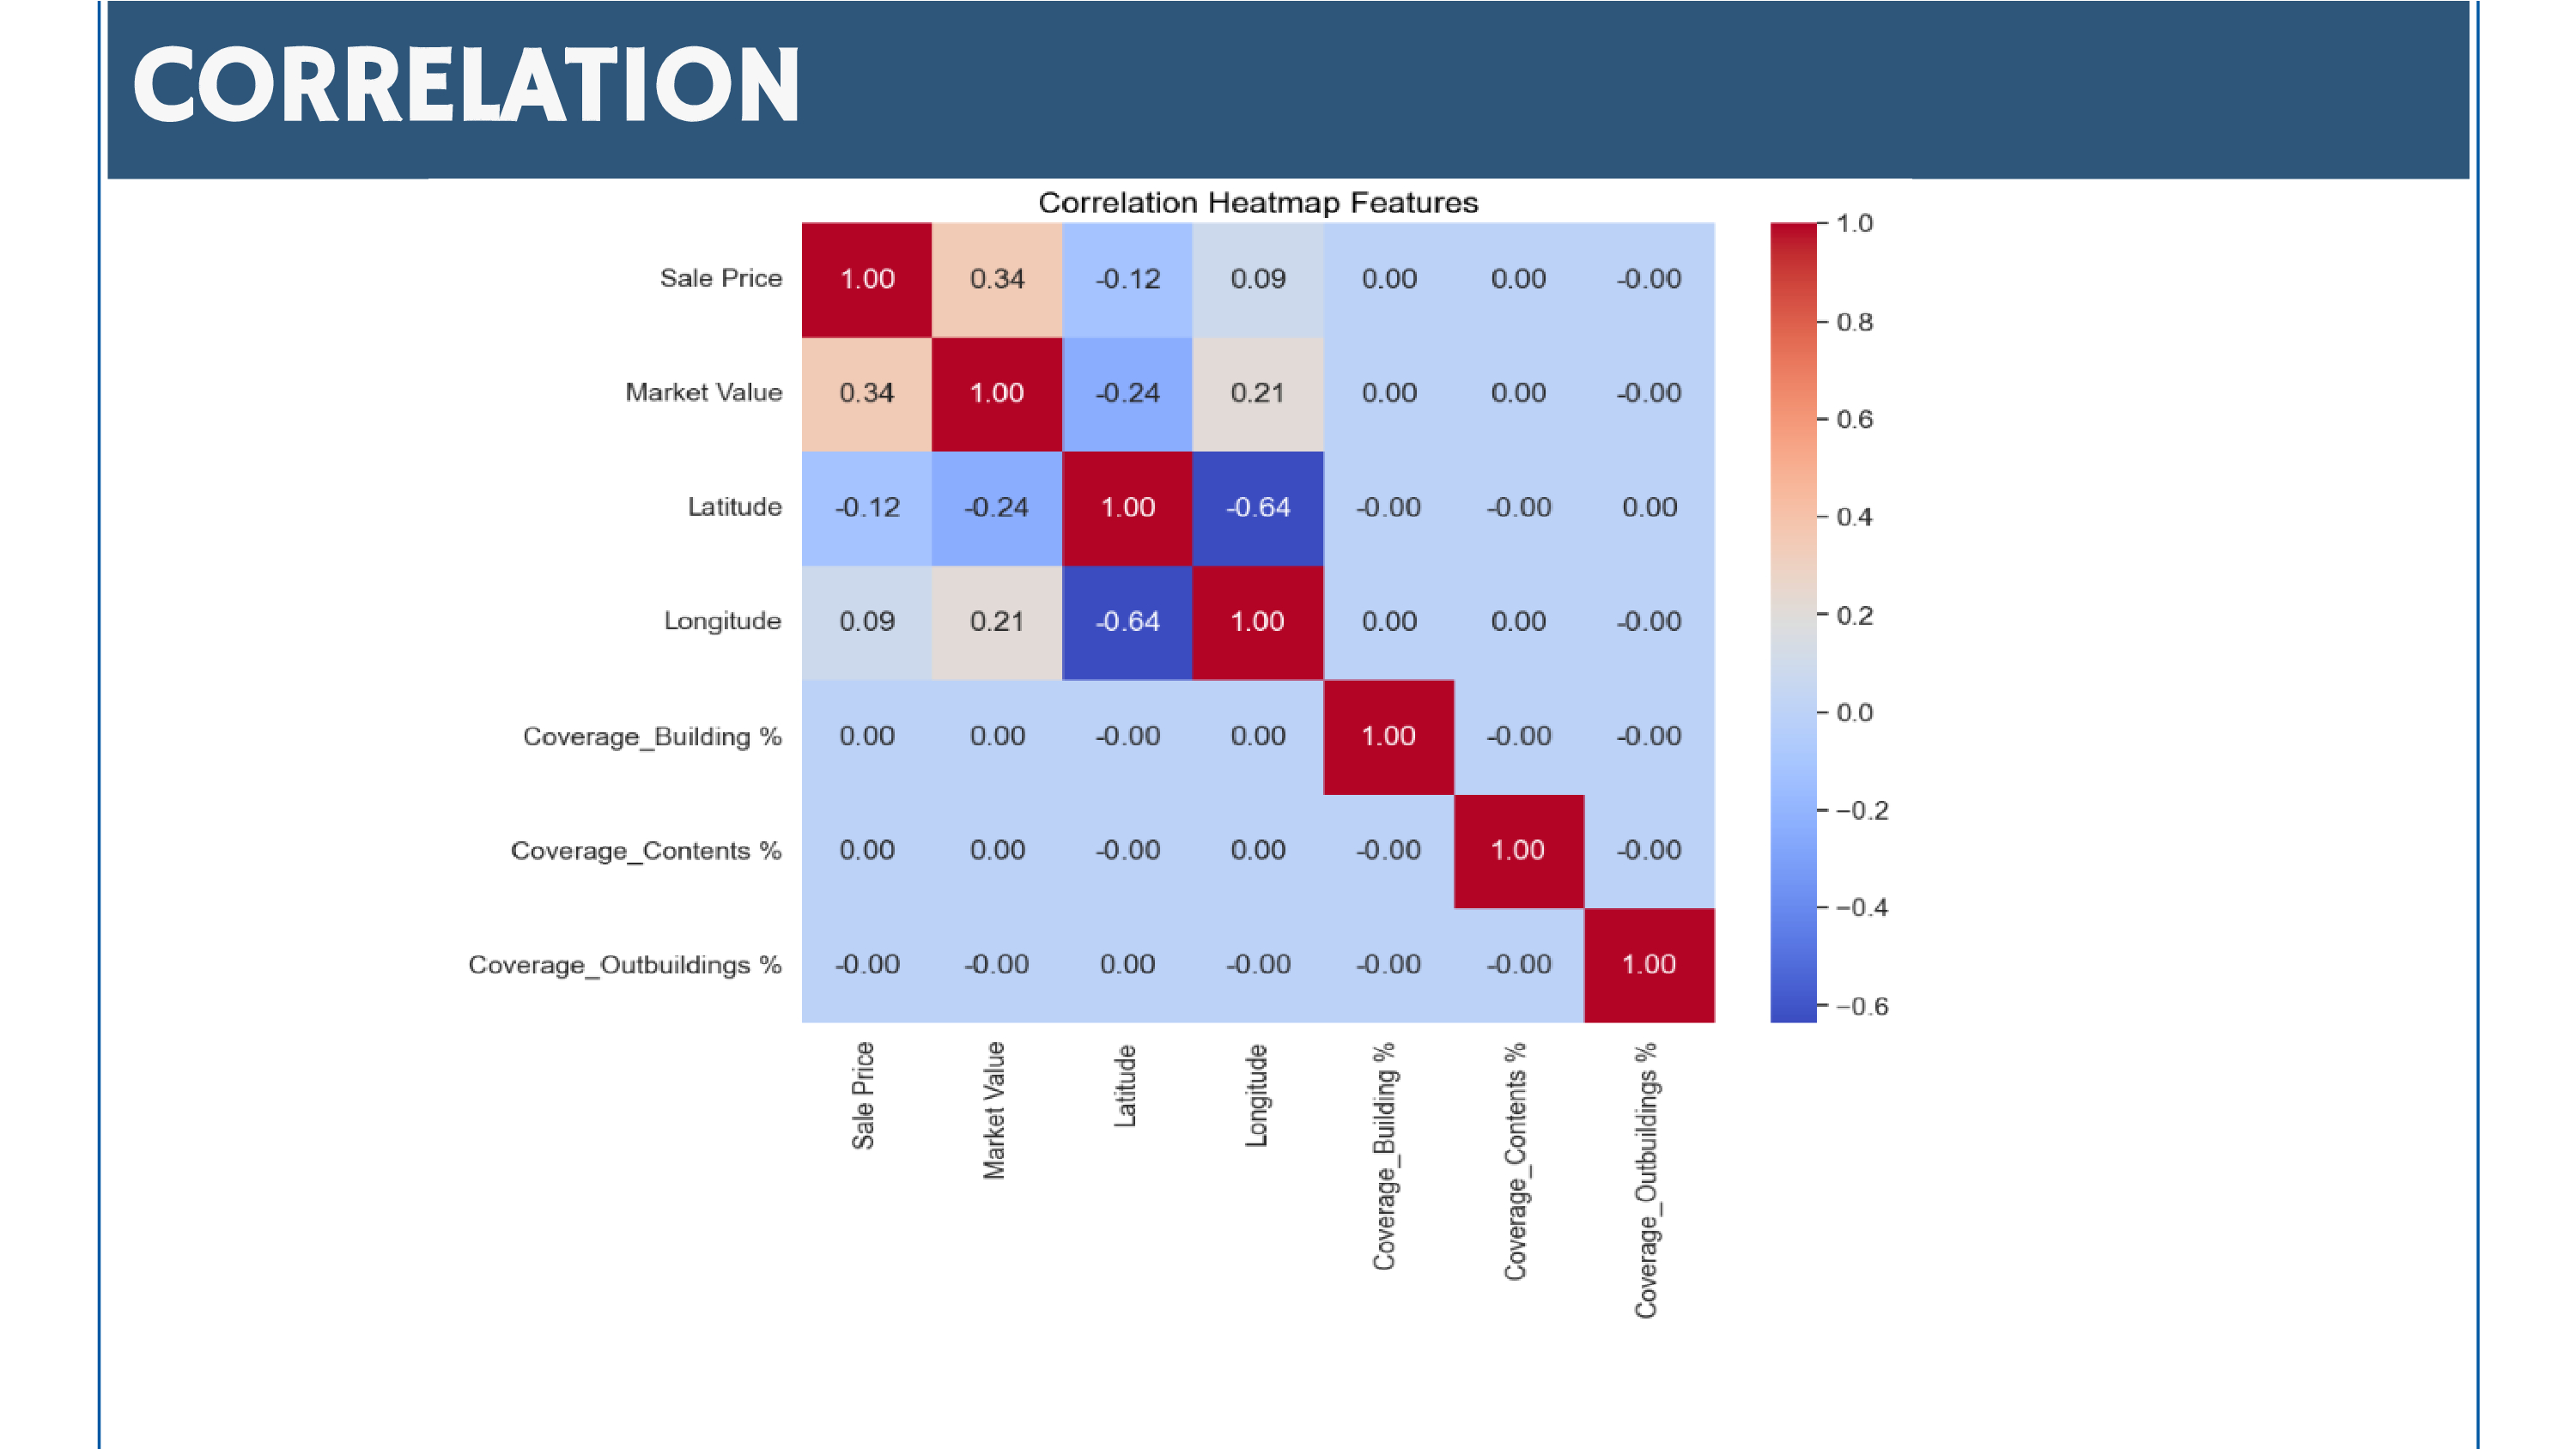 CORRELATION
Correlation Heatmap Features
Sale Price 1.00 0.34 -0.12 0.09 0.00 0.00 -0.00
Market Value 0.34 1.00 -0.24 0.21 0.00 0.00 -0.00
Latitude -0.12 -0.24 1.00 -0.64 -0.00 -0.00 0.00
Longitude 0.09 0.21 -0.64 1.00 0.00 0.00 -0.00
Coverage_Building % 0.00 0.00 -0.00 0.00 1.00 -0.00 -0.00
Coverage_Contents % 0.00 0.00 -0.00 0.00 -0.00 1.00 -0.00
Coverage_Outbuildings % -0.00 -0.00 0.00 -0.00 -0.00 -0.00 1.00
Sale Price
Market Value
Latitude
Longitude
Coverage_Building %
Coverage_Contents %
Coverage_Outbuildings %
1.0
0.8
0.6
0.4
0.2
0.0
−0.2
−0.4
−0.6